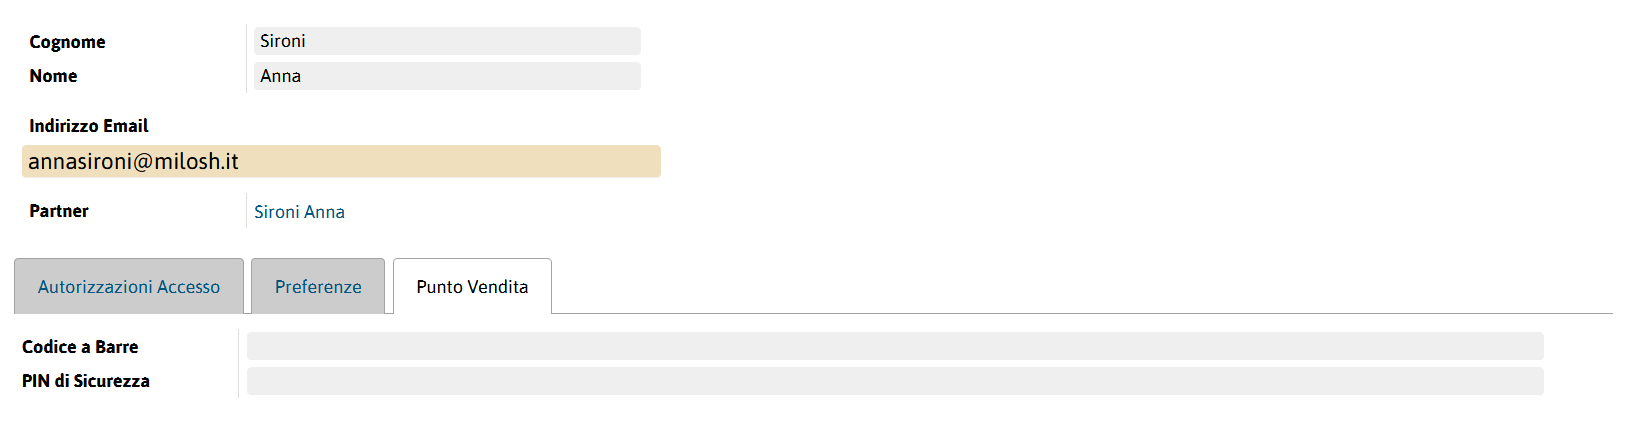 Cognome Sironi
Nome Anna
Indirizzo Email
annasironi@milosh.it
Partner Sironi Anna
Autorizzazioni Accesso Preferenze Punto Vendita
Codice a Barre
PIN di Sicurezza